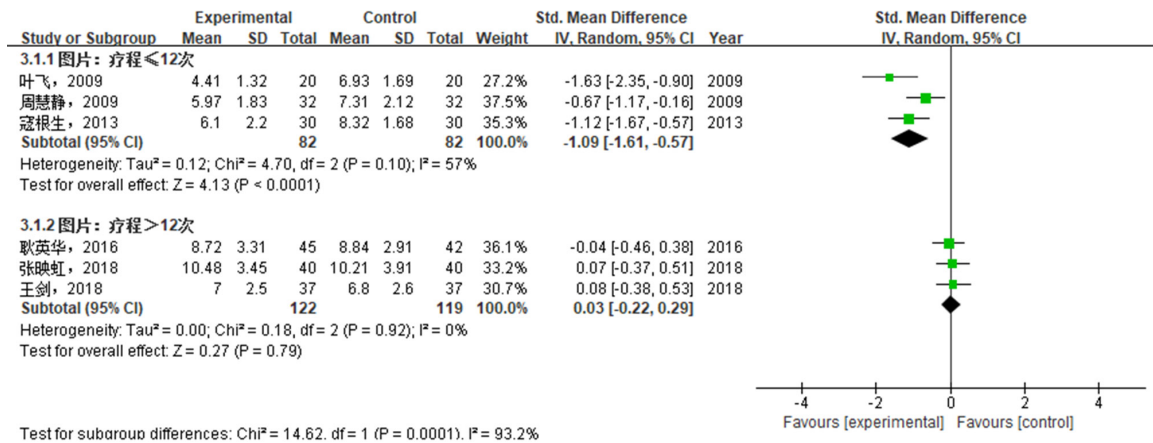 Experimental Control Std. Mean Difference Std. Mean Difference
Study or Subgroup Mean SD Total Mean SD Total Weight IV, Random, 95% CI Year IV, Random, 95% CI
3.1.1 图片：疗程≤12次
叶飞，2009 4.41 1.32 20 6.93 1.69 20 27.2% -1.63 [-2.35, -0.90] 2009
周慧静，2009 5.97 1.83 32 7.31 2.12 32 37.5% -0.67 [-1.17, -0.16] 2009
寇根生，2013 6.1 2.2 30 8.32 1.68 30 35.3% -1.12 [-1.67, -0.57] 2013
Subtotal (95% CI) 82 82 100.0% -1.09 [-1.61, -0.57]
Heterogeneity: Tau² = 0.12; Chi² = 4.70, df = 2 (P = 0.10); I² = 57%
Test for overall effect: Z = 4.13 (P < 0.0001)
3.1.2 图片：疗程＞12次
耿英华，2016 8.72 3.31 45 8.84 2.91 42 36.1% -0.04 [-0.46, 0.38] 2016
张映虹，2018 10.48 3.45 40 10.21 3.91 40 33.2% 0.07 [-0.37, 0.51] 2018
王剑，2018 7 2.5 37 6.8 2.6 37 30.7% 0.08 [-0.38, 0.53] 2018
Subtotal (95% CI) 122 119 100.0% 0.03 [-0.22, 0.29]
Heterogeneity: Tau² = 0.00; Chi² = 0.18, df = 2 (P = 0.92); I² = 0%
Test for overall effect: Z = 0.27 (P = 0.79)
-4 -2 0 2 4
Favours [experimental] Favours [control]
Test for subgroup differences: Chi² = 14.62, df = 1 (P = 0.0001), I² = 93.2%